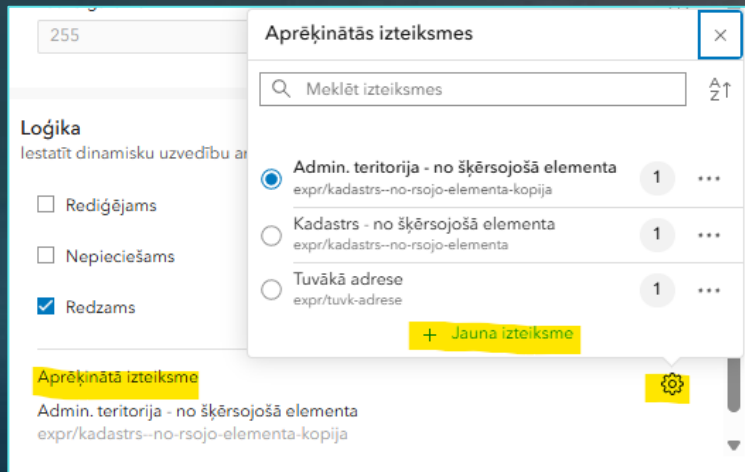 255
Loģika
Iestatīt dinamisku uzvedību
Rediģējams
Nepieciešams
Redzams
Aprēķinātā izteiksme
Admin. teritorija - no šķērsojošā elementa
expr/kadastrs--no-rsojo-elementa-kopija
Aprēķinātās izteiksmes
Meklēt izteiksmes
A
Z
Admin. teritorija - no šķērsojošā elementa
expr/kadastrs--no-rsojo-elementa-kopija
1
Kadastrs - no šķērsojošā elementa
expr/kadastrs--no-rsojo-elementa
1
Tuvākā adrese
expr/tuvk-adrese
1
+ Jauna izteiksme